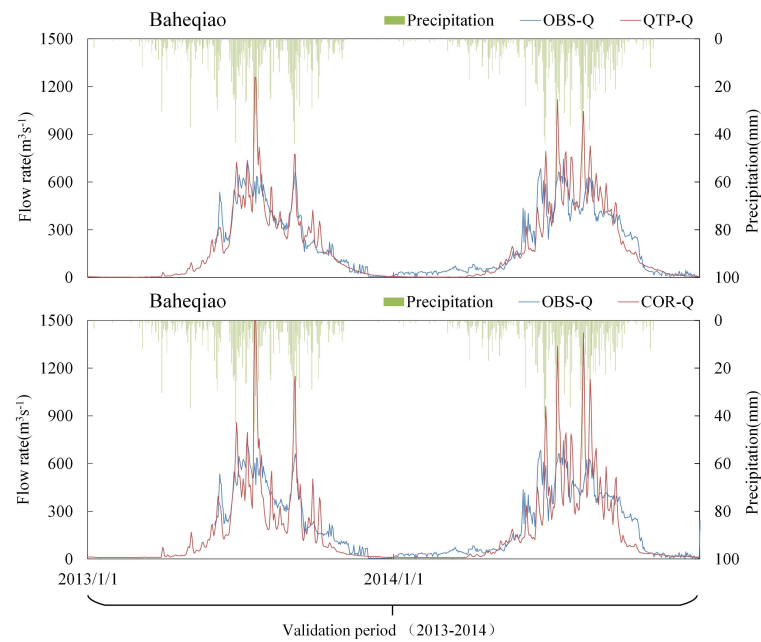 Baheqiao Precipitation OBS-Q QTP-Q
1500 0
1200 20
900 40
600 60
300 80
0 100
Flow rate(m³s⁻¹)
Precipitation(mm)
Baheqiao Precipitation OBS-Q COR-Q
1500 0
1200 20
900 40
600 60
300 80
0 100
Flow rate(m³s⁻¹)
Precipitation(mm)
2013/1/1 2014/1/1
Validation period （2013-2014）